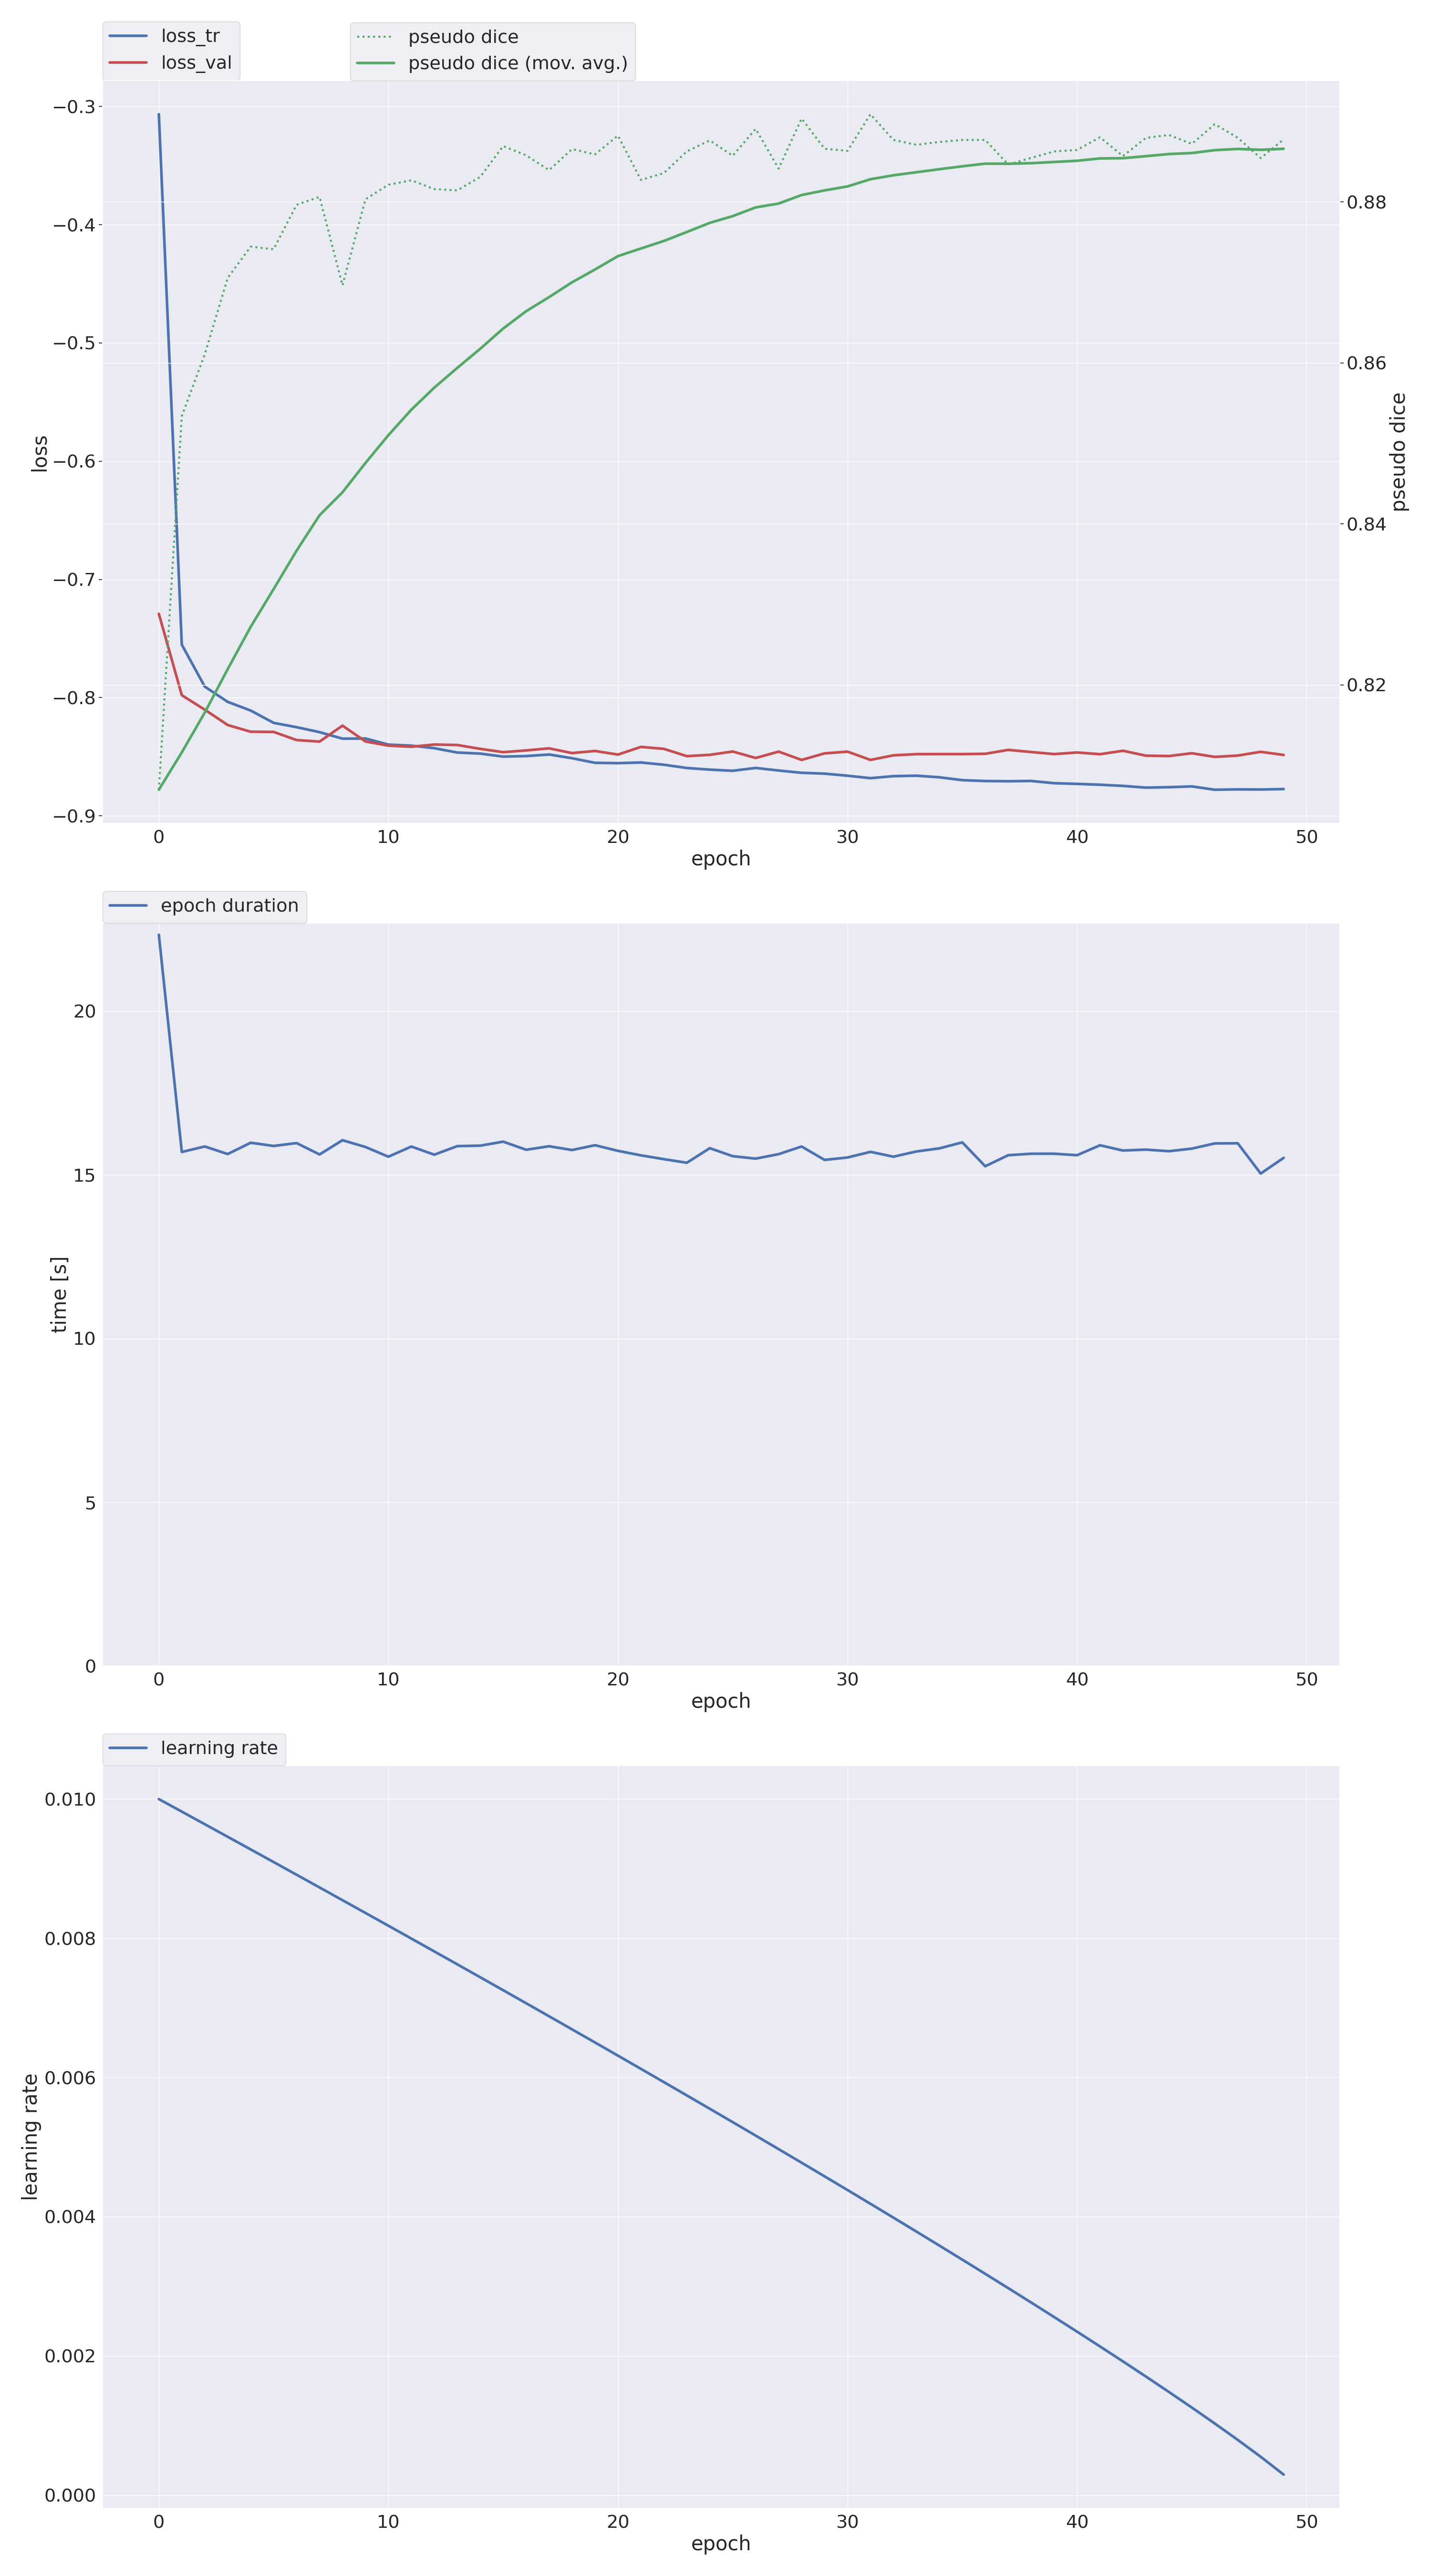 loss_tr
loss_val
pseudo dice
pseudo dice (mov. avg.)
−0.3
−0.4
−0.5
−0.6
−0.7
−0.8
−0.9
loss
0.88
0.86
0.84
0.82
pseudo dice
0 10 20 30 40 50
epoch
epoch duration
20
15
10
5
0
time [s]
0 10 20 30 40 50
epoch
learning rate
0.010
0.008
0.006
0.004
0.002
0.000
learning rate
0 10 20 30 40 50
epoch